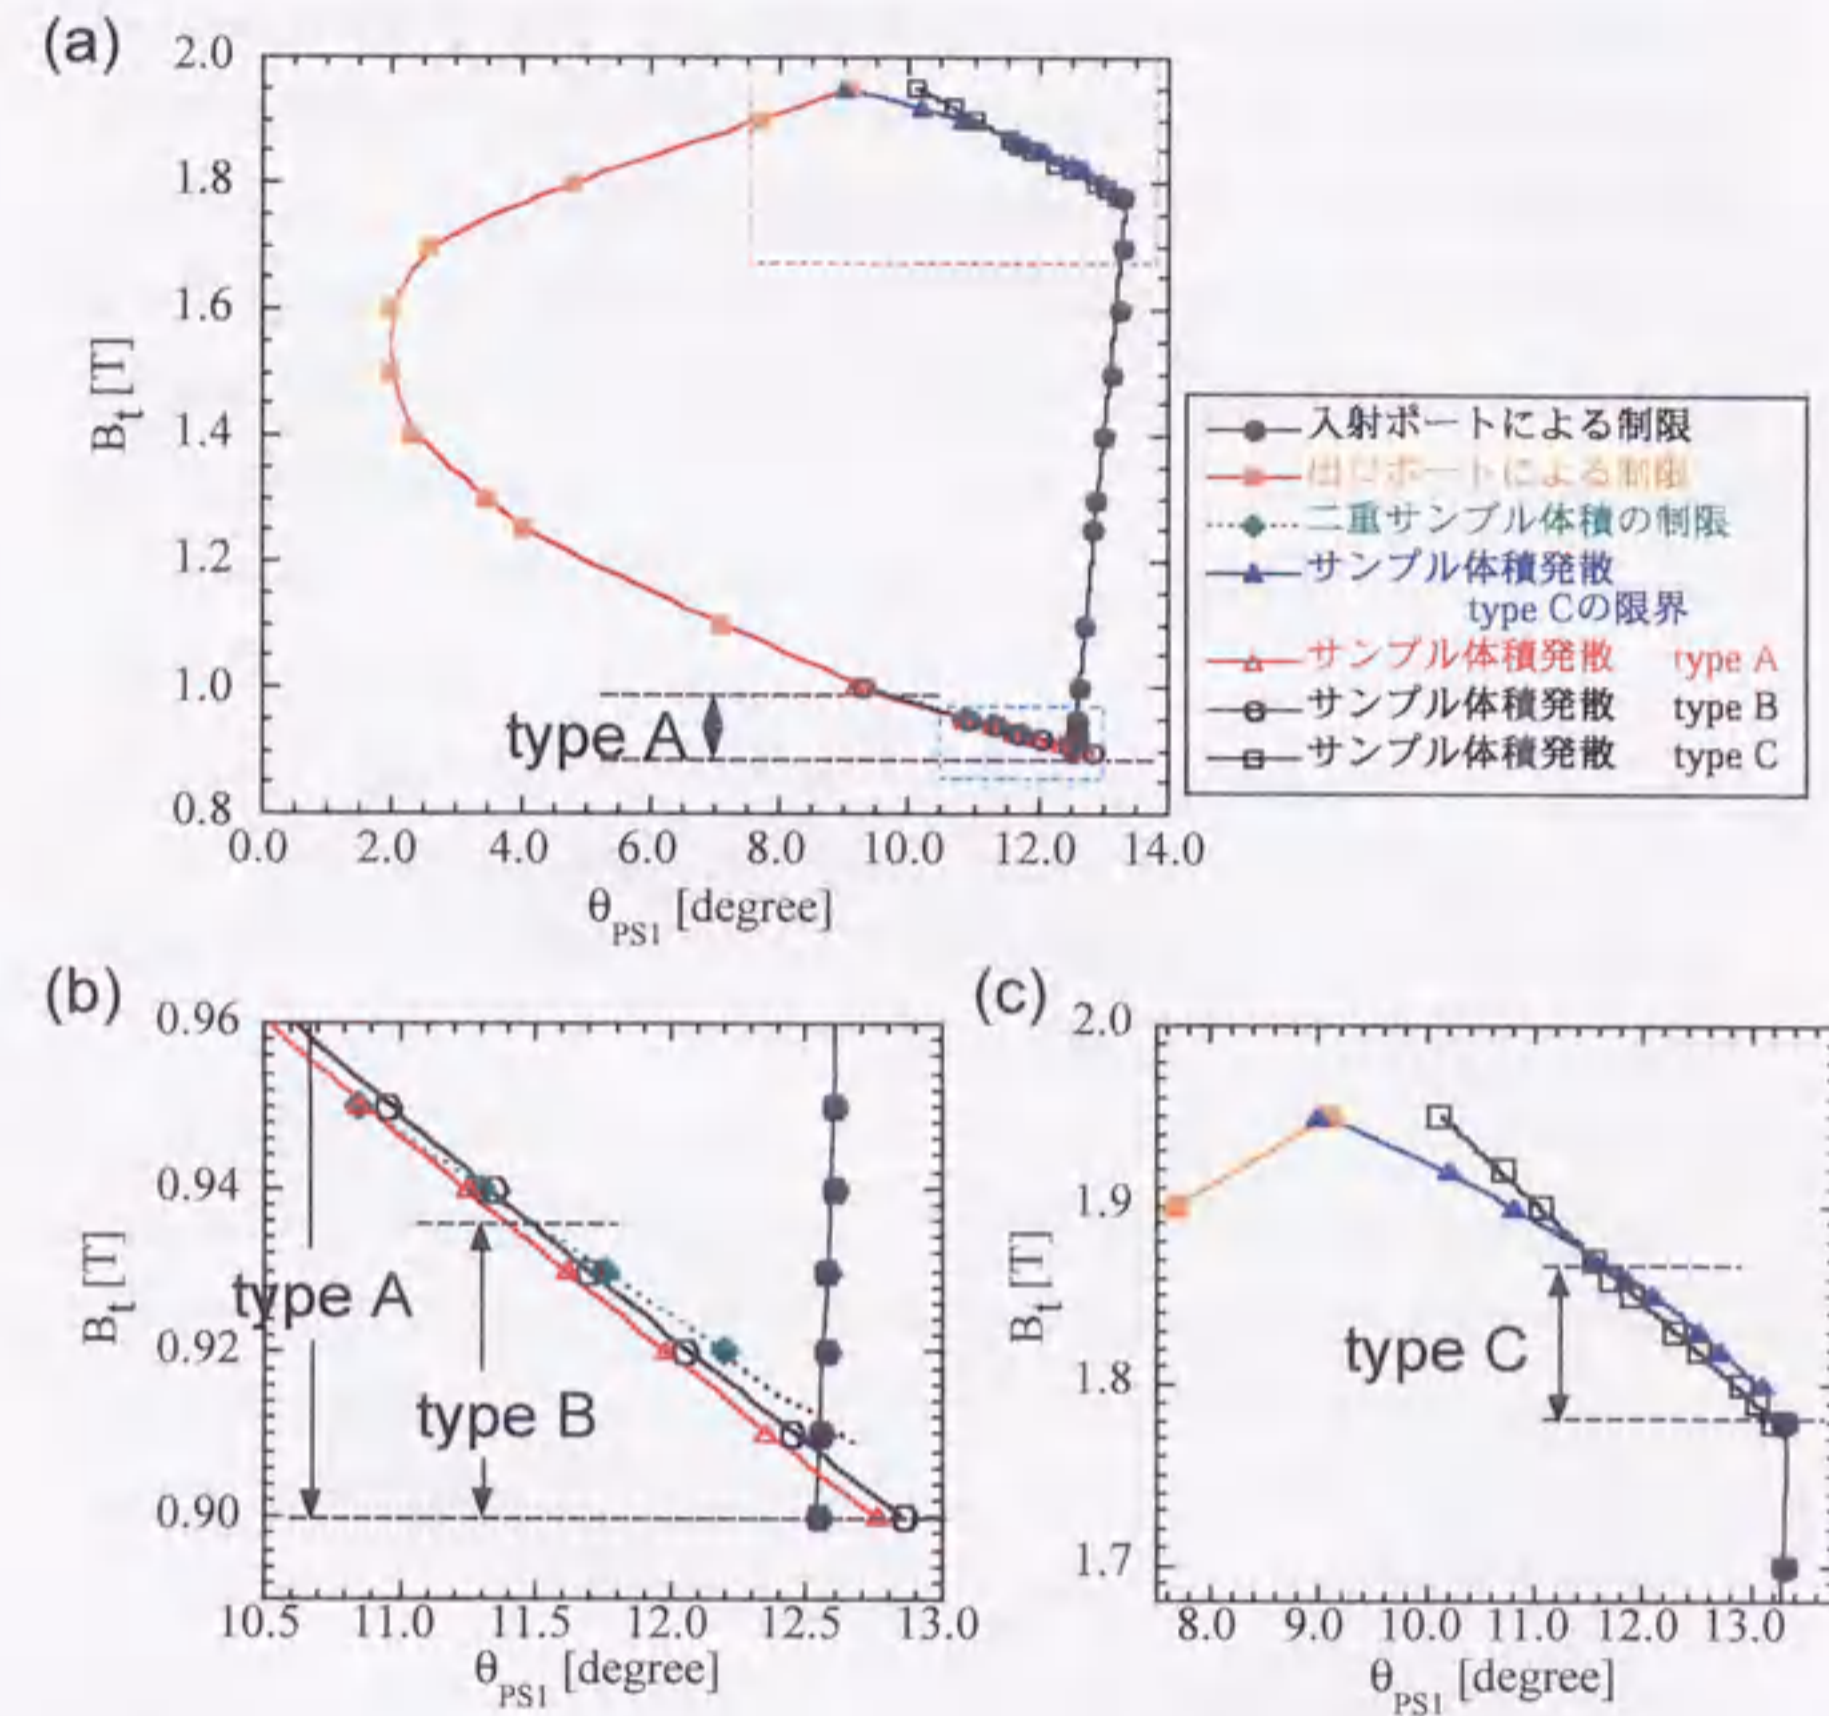 (a)
2.0
1.8
1.6
1.4
1.2
1.0
0.8
B_t [T]
type A
0.0 2.0 4.0 6.0 8.0 10.0 12.0 14.0
θ_PS1 [degree]
入射ポートによる制限
出口ポートによる制限
二重サンプル体積の制限
サンプル体積発散
type Cの限界
サンプル体積発散 type A
サンプル体積発散 type B
サンプル体積発散 type C
(b)
0.96
0.94
0.92
0.90
B_t [T]
type A
type B
10.5 11.0 11.5 12.0 12.5 13.0
θ_PS1 [degree]
(c)
2.0
1.9
1.8
1.7
B_t [T]
type C
8.0 9.0 10.0 11.0 12.0 13.0
θ_PS1 [degree]